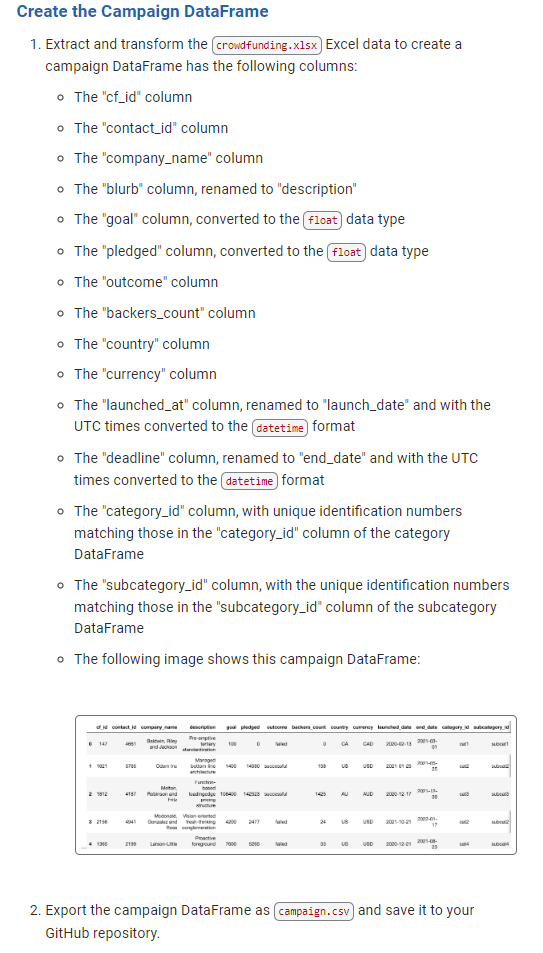 Create the Campaign DataFrame
1. Extract and transform the crowdfunding.xlsx Excel data to create a
campaign DataFrame has the following columns:
The "cf_id" column
The "contact_id" column
The "company_name" column
The "blurb" column, renamed to "description"
The "goal" column, converted to the float data type
The "pledged" column, converted to the float data type
The "outcome" column
The "backers_count" column
The "country" column
The "currency" column
The "launched_at" column, renamed to "launch_date" and with the
UTC times converted to the datetime format
The "deadline" column, renamed to "end_date" and with the UTC
times converted to the datetime format
The "category_id" column, with unique identification numbers
matching those in the "category_id" column of the category
DataFrame
The "subcategory_id" column, with the unique identification numbers
matching those in the "subcategory_id" column of the subcategory
DataFrame
The following image shows this campaign DataFrame:
cf_id contact_id company_name description goal pledged outcome backers_count country currency launched_date end_date category_id subcategory_id
0 147 4661 Baldwin, Riley and Jackson Pre-emptive tertiary standardization 100 0 failed 0 CA CAD 2020-02-13 2021-03-01 cat1 subcat1
1 1621 3765 Odom Inc Managed bottom-line architecture 1400 14560 successful 158 US USD 2021-01-25 2021-05-25 cat2 subcat2
2 1812 4187 Melton, Robinson and Fritz Function-based leadingedge pricing structure 108400 142523 successful 1425 AU AUD 2020-12-17 2021-12-30 cat3 subcat3
3 2156 4941 Mcdonald, Gonzalez and Ross Vision-oriented fresh-thinking conglomeration 4200 2477 failed 24 US USD 2021-10-21 2022-01-17 cat2 subcat2
4 1365 2199 Larson-Little Proactive foreground 7600 5265 failed 53 US USD 2020-12-21 2021-08-23 cat4 subcat4
2. Export the campaign DataFrame as campaign.csv and save it to your
GitHub repository.